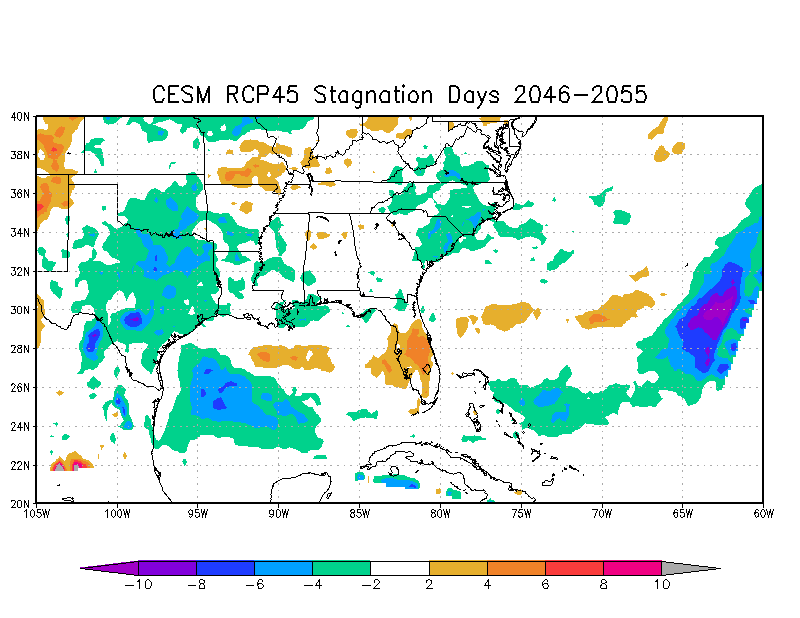 CESM RCP45 Stagnation Days 2046-2055
40N
38N
36N
34N
32N
30N
28N
26N
24N
22N
20N
105W 100W 95W 90W 85W 80W 75W 70W 65W 60W
-10 -8 -6 -4 -2 2 4 6 8 10